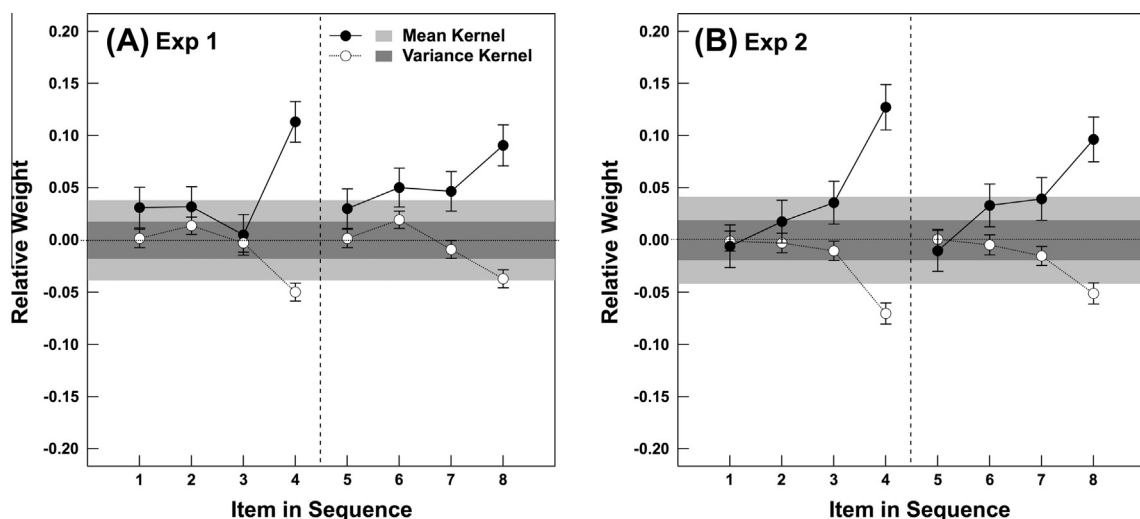 (A) Exp 1
Mean Kernel
Variance Kernel
Relative Weight
0.20
0.15
0.10
0.05
0.00
-0.05
-0.10
-0.15
-0.20
1 2 3 4 5 6 7 8
Item in Sequence
(B) Exp 2
Relative Weight
0.20
0.15
0.10
0.05
0.00
-0.05
-0.10
-0.15
-0.20
1 2 3 4 5 6 7 8
Item in Sequence